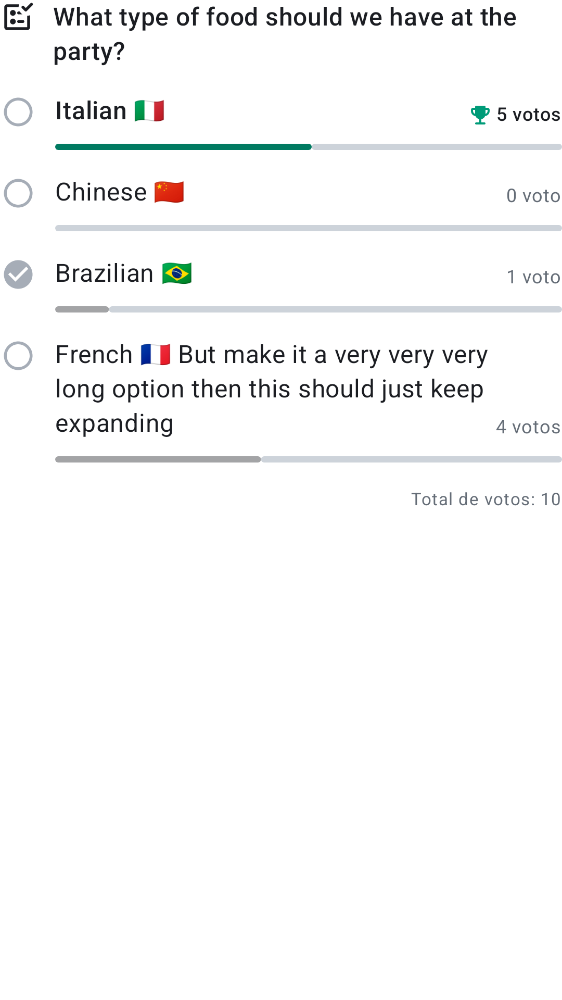 What type of food should we have at the
party?
Italian 🇮🇹
5 votos
Chinese 🇨🇳
0 voto
Brazilian 🇧🇷
1 voto
French 🇫🇷 But make it a very very very
long option then this should just keep
expanding
4 votos
Total de votos: 10